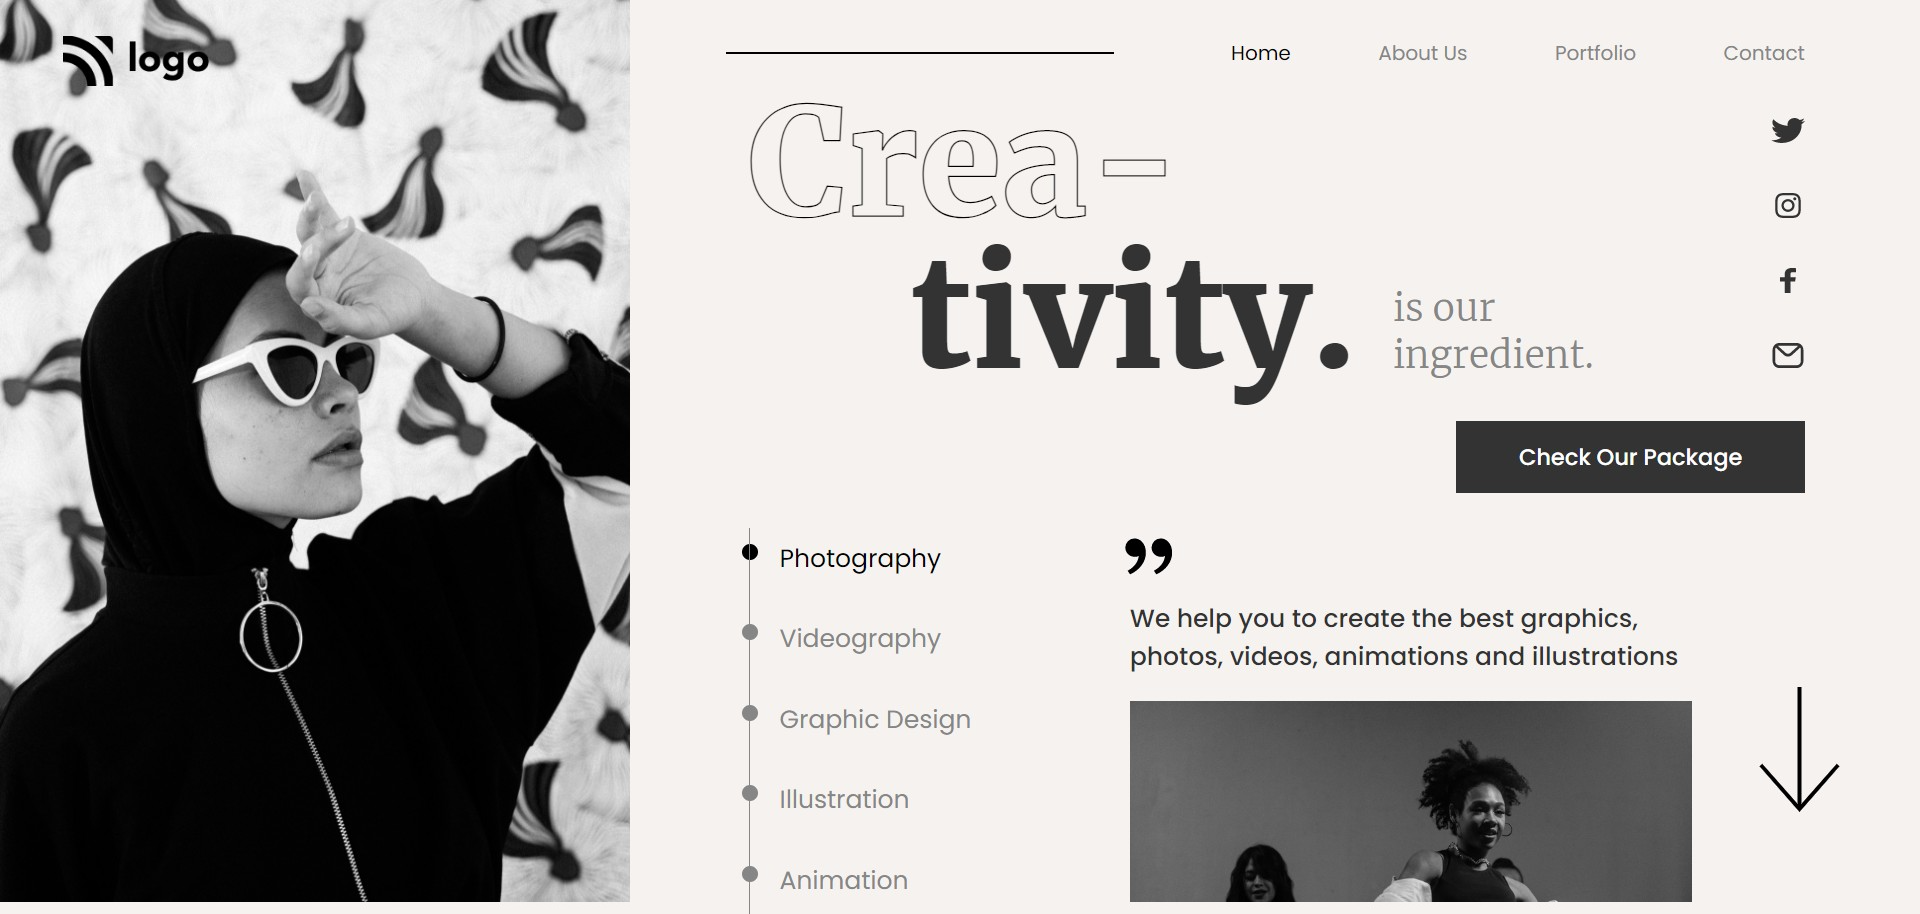 logo
Home
About Us
Portfolio
Contact
Crea-
tivity.
is our
ingredient.
Check Our Package
Photography
Videography
Graphic Design
Illustration
Animation
”
We help you to create the best graphics,
photos, videos, animations and illustrations